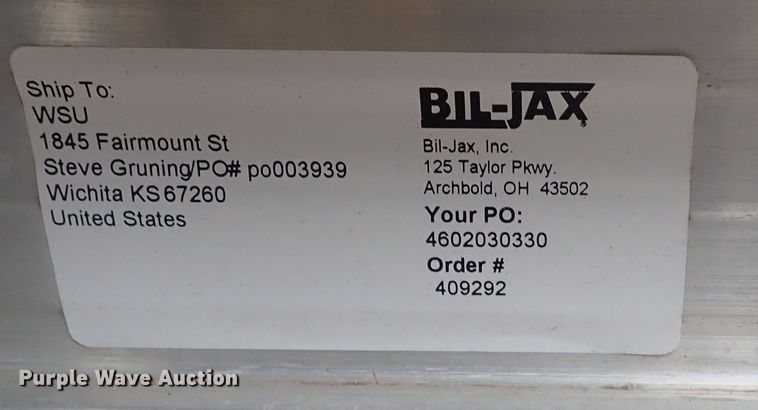 Ship To:
WSU
1845 Fairmount St
Steve Gruning/PO# po003939
Wichita KS 67260
United States
BIL-JAX®
Bil-Jax, Inc.
125 Taylor Pkwy.
Archbold, OH 43502
Your PO:
4602030330
Order #
409292
Purple Wave Auction